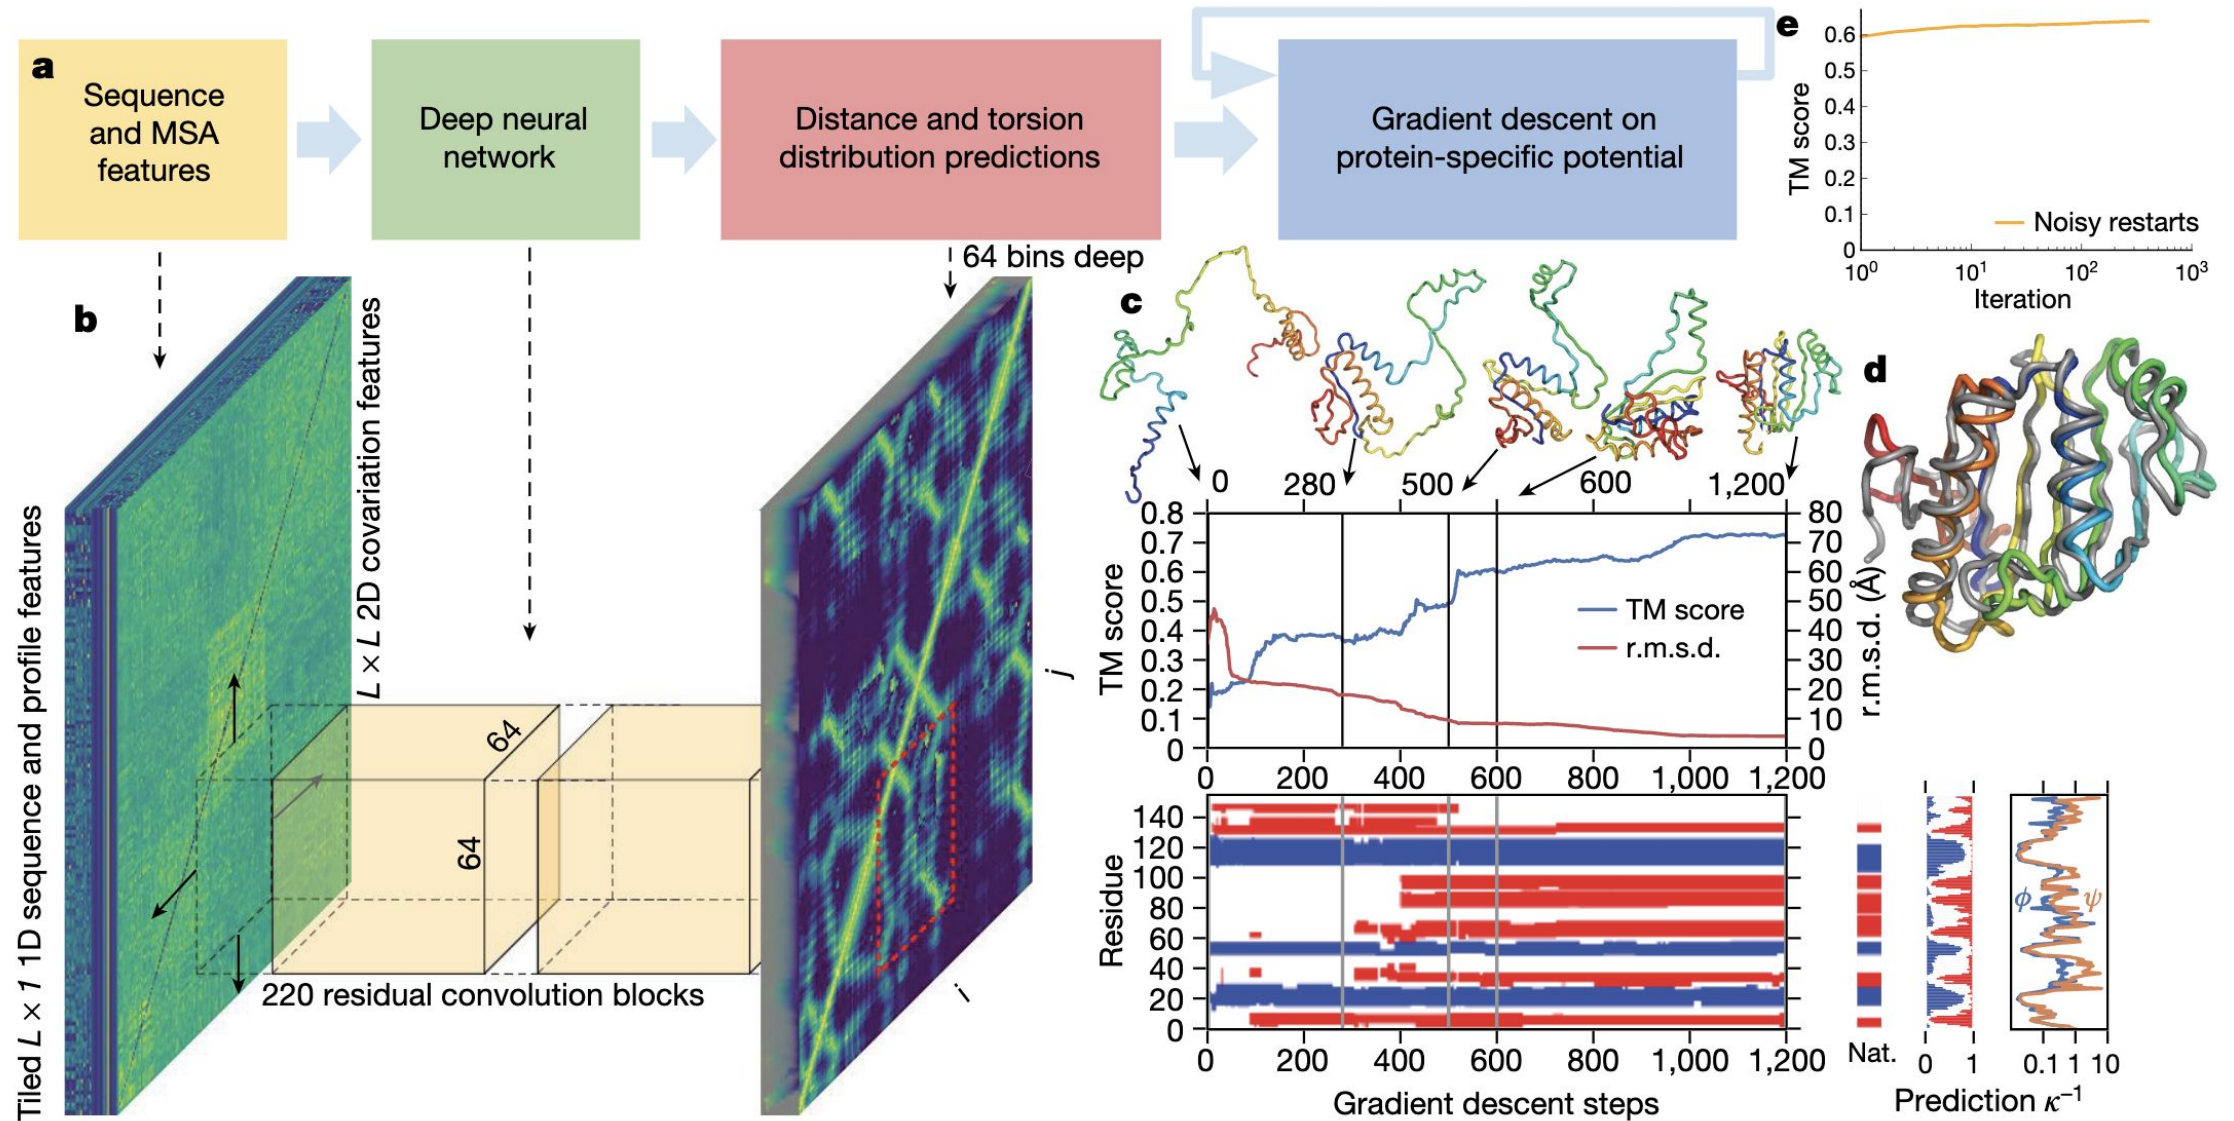 a
Sequence
and MSA
features
Deep neural
network
Distance and torsion
distribution predictions
Gradient descent on
protein-specific potential
e
TM score
0.6
0.5
0.4
0.3
0.2
0.1
0
Noisy restarts
10⁰ 10¹ 10² 10³
Iteration
b
Tiled L × 1 1D sequence and profile features
L × L 2D covariation features
64
64
220 residual convolution blocks
64 bins deep
j
i
c
0 280 500 600 1,200
TM score
0.8
0.7
0.6
0.5
0.4
0.3
0.2
0.1
0
TM score
r.m.s.d.
80
70
60
50
40
30
20
10
0
r.m.s.d. (Å)
0 200 400 600 800 1,000 1,200
Residue
140
120
100
80
60
40
20
0
0 200 400 600 800 1,000 1,200
Gradient descent steps
d
Nat.
0 1
ϕ ψ
0.1 1 10
Prediction κ⁻¹